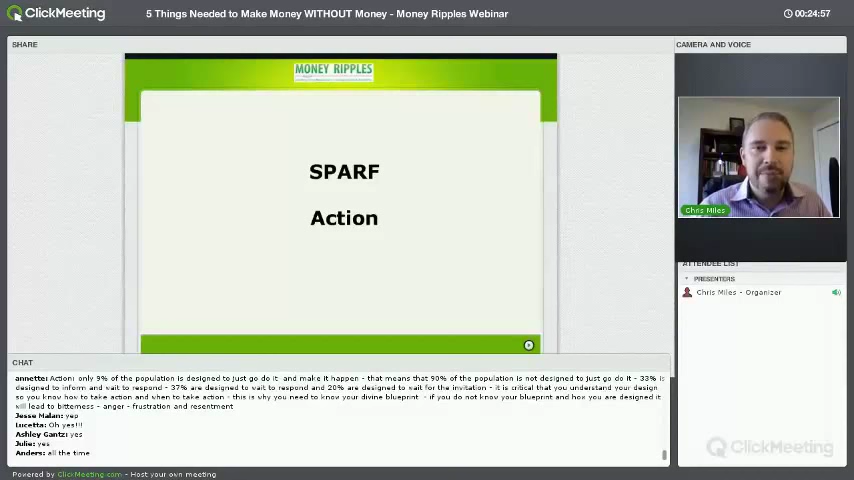 ClickMeeting
5 Things Needed to Make Money WITHOUT Money - Money Ripples Webinar
00:24:57
SHARE
CAMERA AND VOICE
MONEY RIPPLES
SPARF
Action
Chris Miles
ATTENDEE LIST
PRESENTERS
Chris Miles - Organizer
CHAT
annette: Action: only 9% of the population is designed to just go do it and make it happen - that means that 90% of the population is not designed to just go do it - 33% is
designed to inform and wait to respond - 37% are designed to wait to respond and 20% are designed to wait for the invitation - it is critical that you understand your design
so you know how to take action and when to take action - this is why you need to know your divine blueprint - if you do not know your blueprint and how you are designed it
will lead to bitterness - anger - frustration and resentment
Jesse Malan: yep
Lucetta: Oh yes!!!
Ashley Gantz: yes
Julie: yes
Anders: all the time
ClickMeeting
Powered by ClickMeeting.com - Host your own meeting